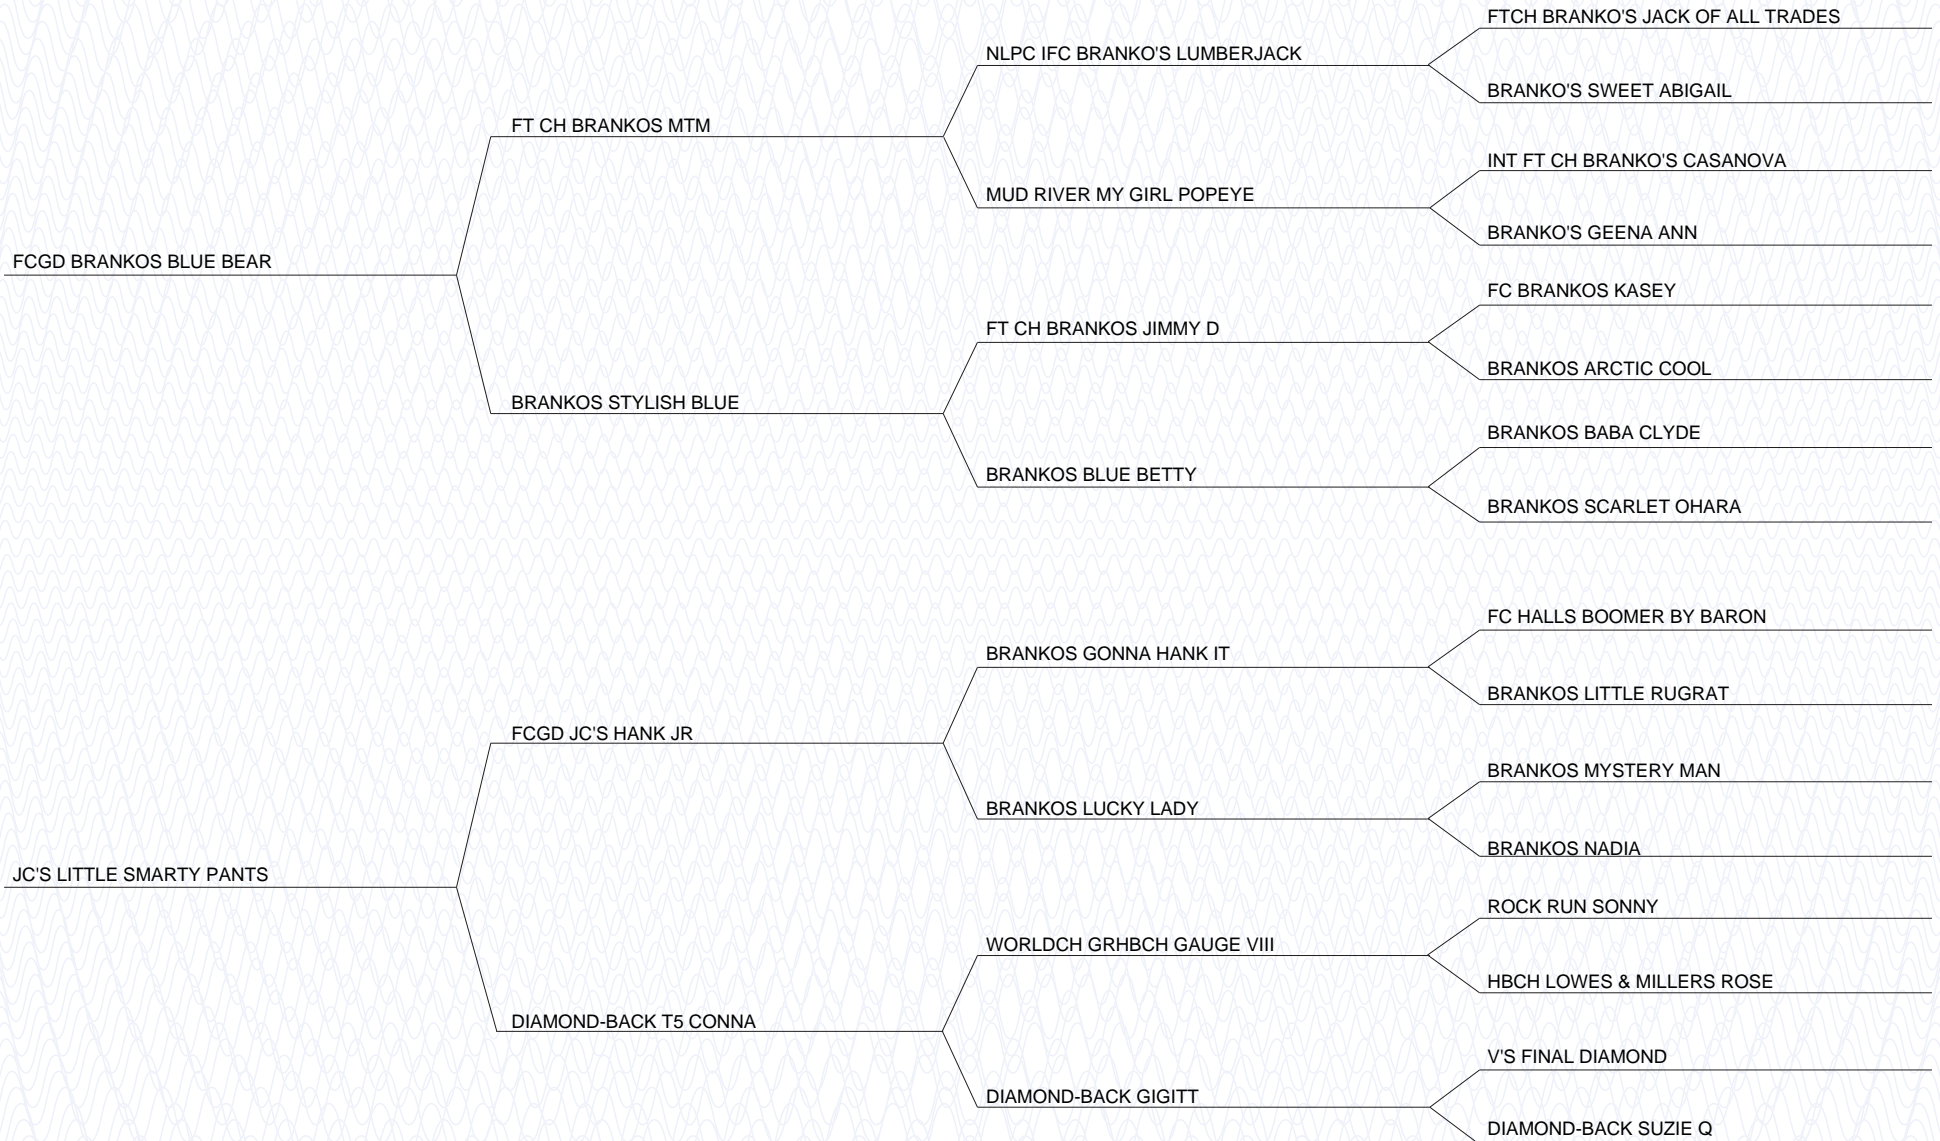 FTCH BRANKO'S JACK OF ALL TRADES
NLPC IFC BRANKO'S LUMBERJACK
BRANKO'S SWEET ABIGAIL
FT CH BRANKOS MTM
INT FT CH BRANKO'S CASANOVA
MUD RIVER MY GIRL POPEYE
BRANKO'S GEENA ANN
FCGD BRANKOS BLUE BEAR
FC BRANKOS KASEY
FT CH BRANKOS JIMMY D
BRANKOS ARCTIC COOL
BRANKOS STYLISH BLUE
BRANKOS BABA CLYDE
BRANKOS BLUE BETTY
BRANKOS SCARLET OHARA
FC HALLS BOOMER BY BARON
BRANKOS GONNA HANK IT
BRANKOS LITTLE RUGRAT
FCGD JC'S HANK JR
BRANKOS MYSTERY MAN
BRANKOS LUCKY LADY
BRANKOS NADIA
JC'S LITTLE SMARTY PANTS
ROCK RUN SONNY
WORLDCH GRHBCH GAUGE VIII
HBCH LOWES & MILLERS ROSE
DIAMOND-BACK T5 CONNA
V'S FINAL DIAMOND
DIAMOND-BACK GIGITT
DIAMOND-BACK SUZIE Q